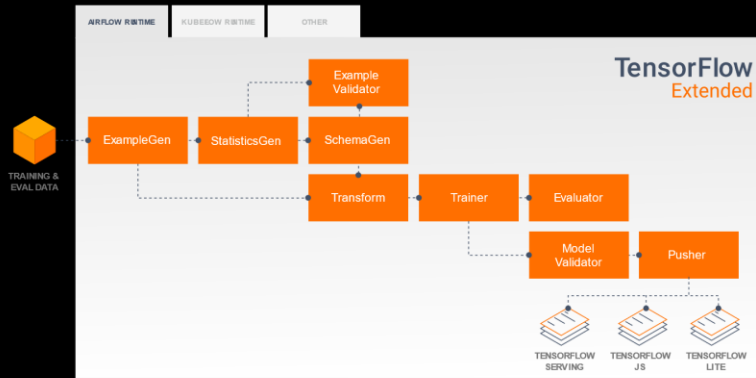 AIRFLOW RUNTIME
KUBEFLOW RUNTIME
OTHER
TensorFlow
Extended
Example
Validator
ExampleGen
StatisticsGen
SchemaGen
TRAINING &
EVAL DATA
Transform
Trainer
Evaluator
Model
Validator
Pusher
TENSORFLOW
SERVING
TENSORFLOW
JS
TENSORFLOW
LITE